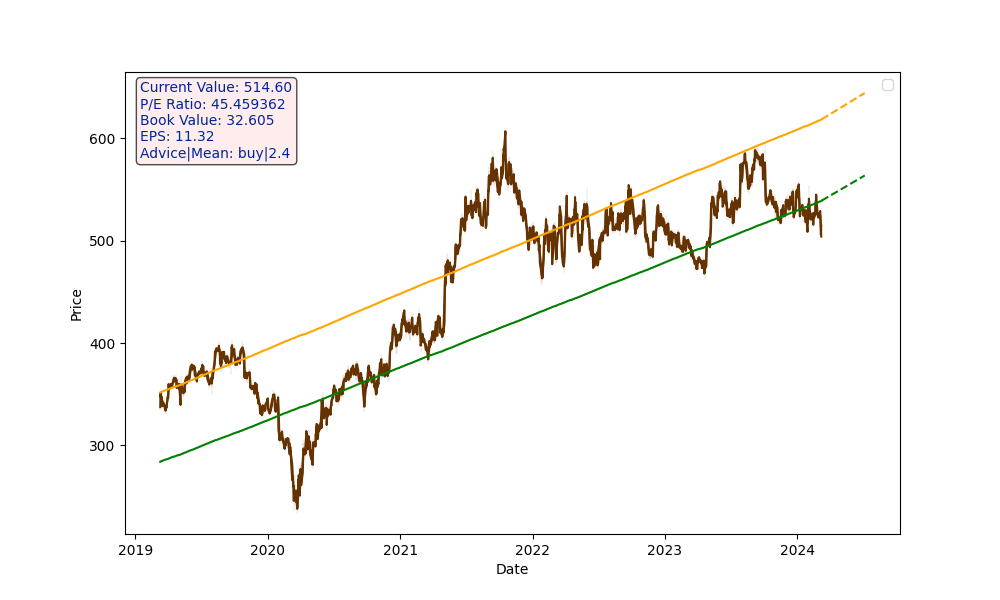 Current Value: 514.60
P/E Ratio: 45.459362
Book Value: 32.605
EPS: 11.32
Advice|Mean: buy|2.4
600
500
400
300
Price
2019 2020 2021 2022 2023 2024
Date